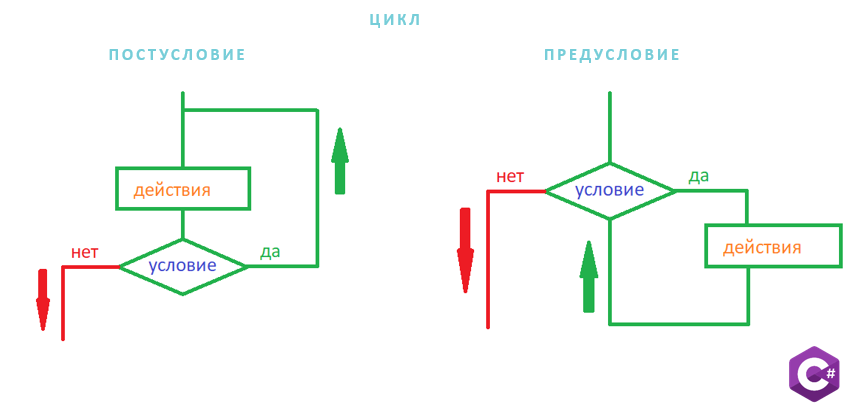 ЦИКЛ
ПОСТУСЛОВИЕ
действия
нет
условие
да
ПРЕДУСЛОВИЕ
нет
условие
да
действия
C#